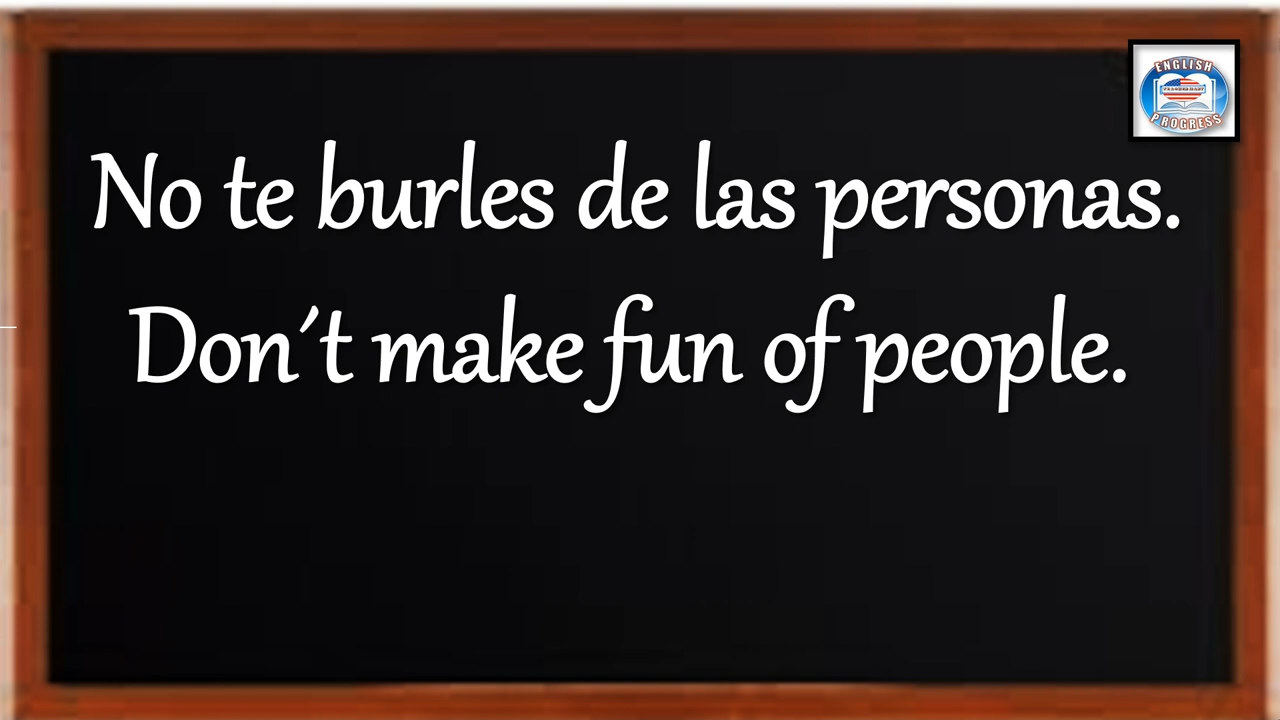 ENGLISH
PROGRESS
No te burles de las personas.
Don´t make fun of people.